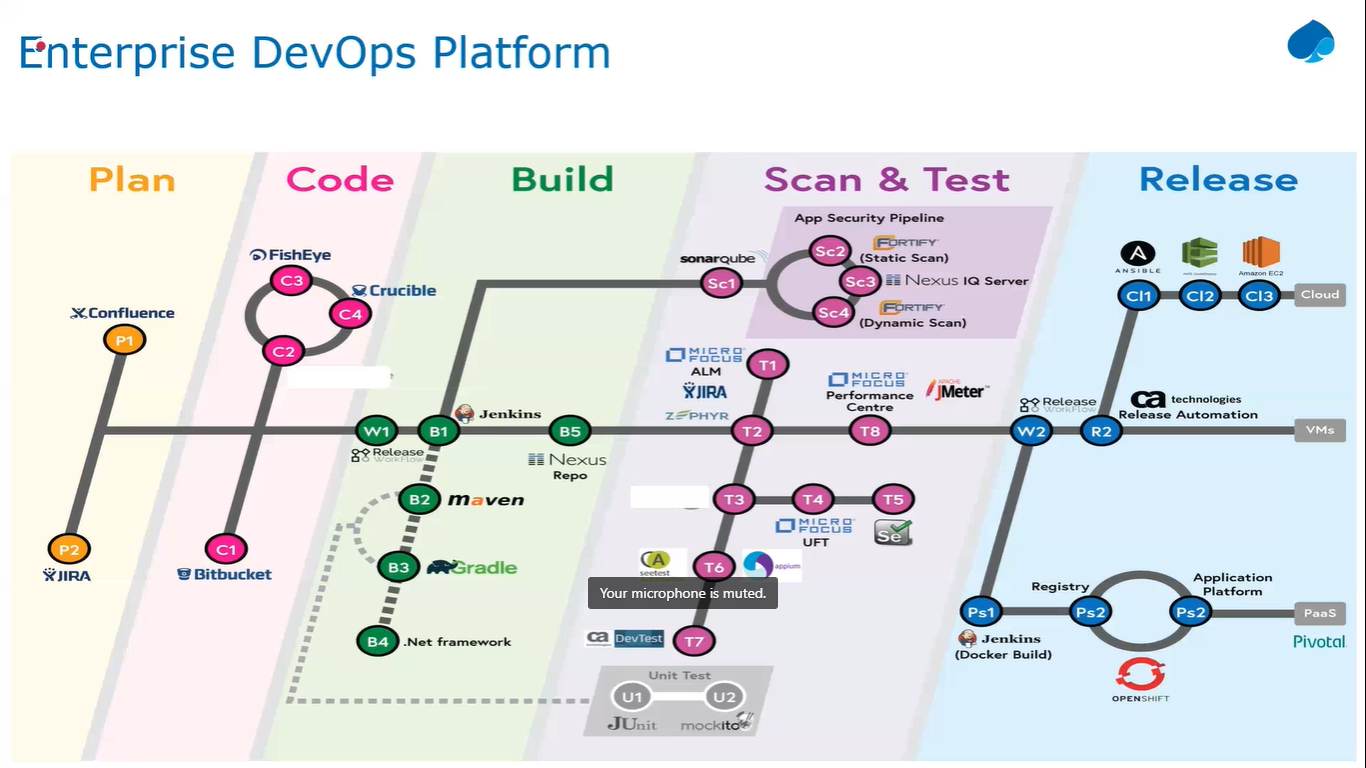 Enterprise DevOps Platform
Plan
Code
Build
Scan & Test
Release
Confluence
P1
P2
JIRA
FishEye
C3
Crucible
C4
C2
C1
Bitbucket
W1
Release
WorkFlow
B1
Jenkins
B5
Nexus
Repo
B2
maven
B3
Gradle
B4
.Net framework
App Security Pipeline
sonarqube
Sc1
Sc2
FORTIFY
(Static Scan)
Sc3
Nexus IQ Server
Sc4
FORTIFY
(Dynamic Scan)
MICRO
FOCUS
ALM
JIRA
ZEPHYR
T1
T2
MICRO
FOCUS
Performance
Centre
APACHE
JMeter
T8
T3
T4
T5
MICRO
FOCUS
UFT
Se
seetest
T6
appium
Your microphone is muted.
ca
DevTest
T7
Unit Test
U1
U2
JUnit
mockito
ANSIBLE
Amazon EC2
Cl1
Cl2
Cl3
Cloud
Release
WorkFlow
W2
R2
ca technologies
Release Automation
VMs
Ps1
Jenkins
(Docker Build)
Registry
Ps2
Application
Platform
Ps2
PaaS
Pivotal
OPENSHIFT